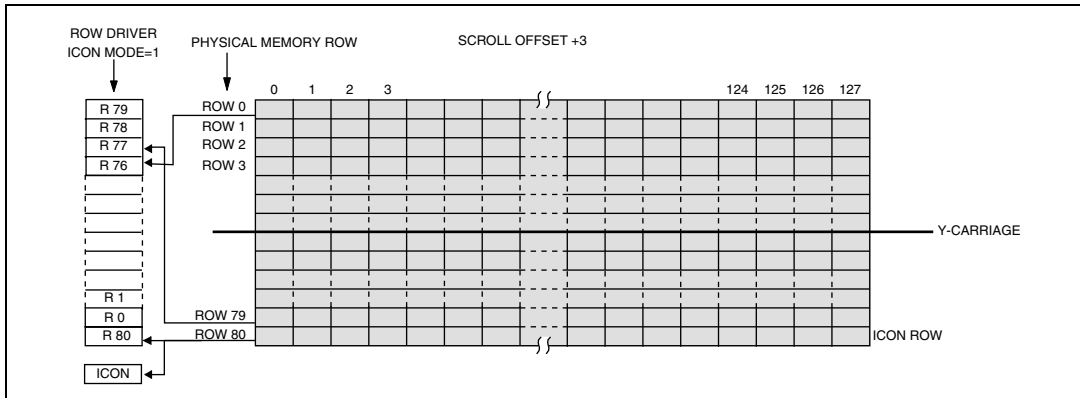 ROW DRIVER
ICON MODE=1
PHYSICAL MEMORY ROW
SCROLL OFFSET +3
0 1 2 3 124 125 126 127
R 79 ROW 0
R 78 ROW 1
R 77 ROW 2
R 76 ROW 3
Y-CARRIAGE
R 1
R 0 ROW 79
R 80 ROW 80 ICON ROW
ICON